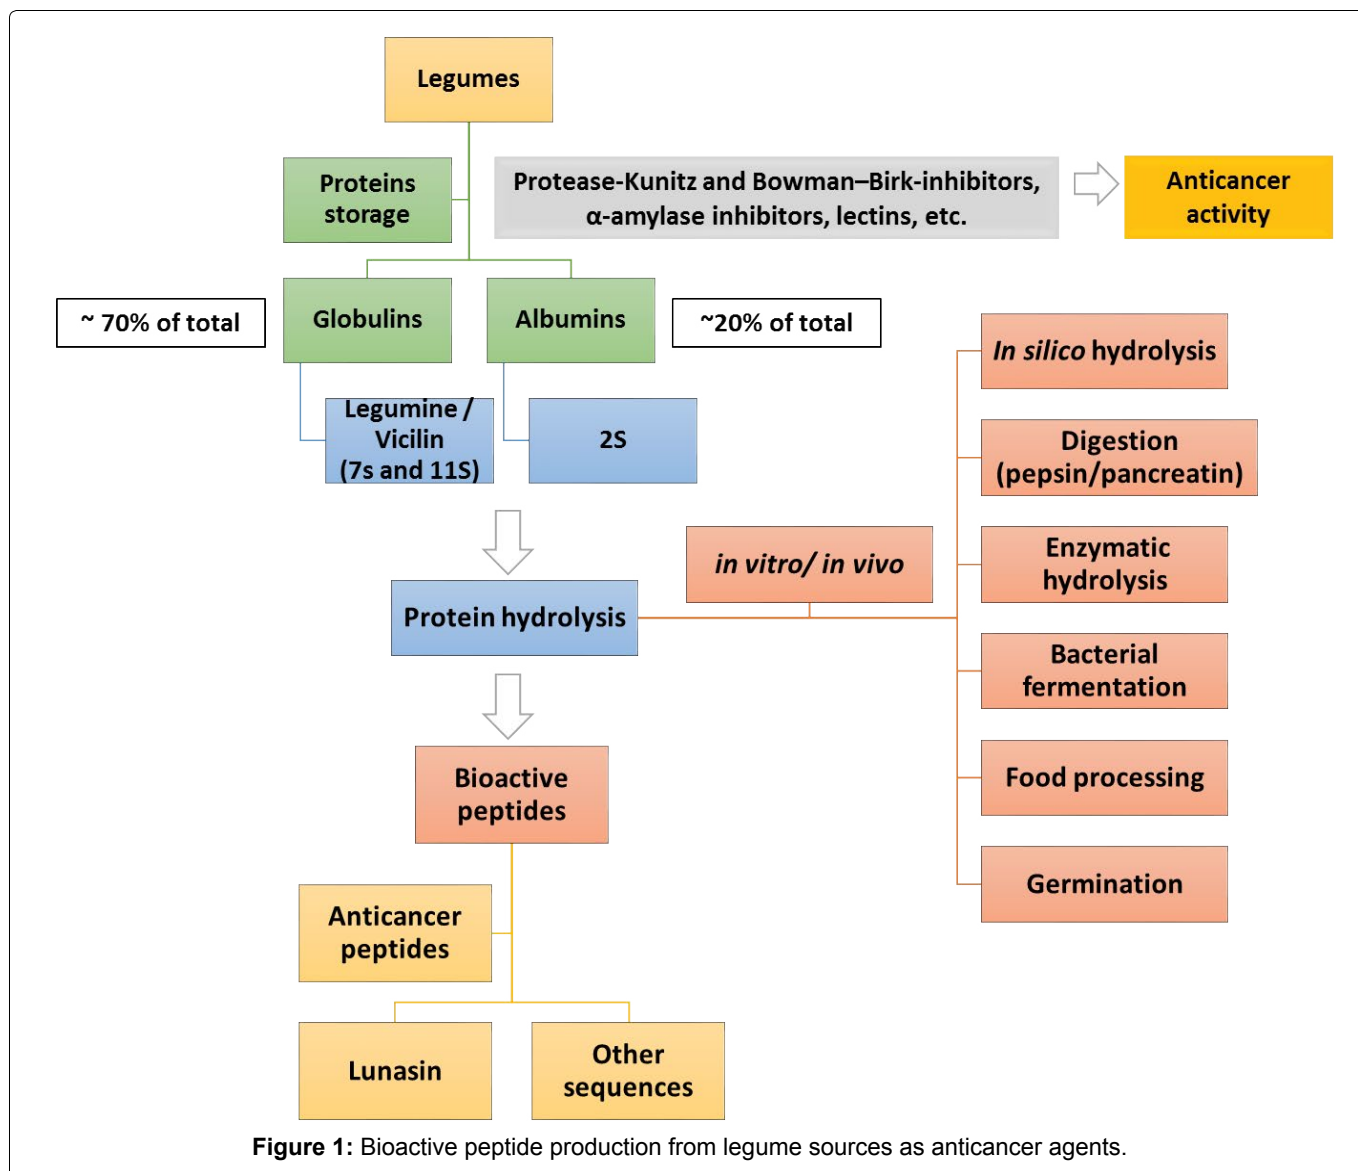 Legumes
Proteins
storage
Protease-Kunitz and Bowman–Birk-inhibitors,
α-amylase inhibitors, lectins, etc.
Anticancer
activity
~ 70% of total
Globulins
Albumins
~20% of total
Legumine /
Vicilin
(7s and 11S)
2S
In silico hydrolysis
Digestion
(pepsin/pancreatin)
in vitro/ in vivo
Enzymatic
hydrolysis
Protein hydrolysis
Bacterial
fermentation
Food processing
Germination
Bioactive
peptides
Anticancer
peptides
Lunasin
Other
sequences
Figure 1: Bioactive peptide production from legume sources as anticancer agents.